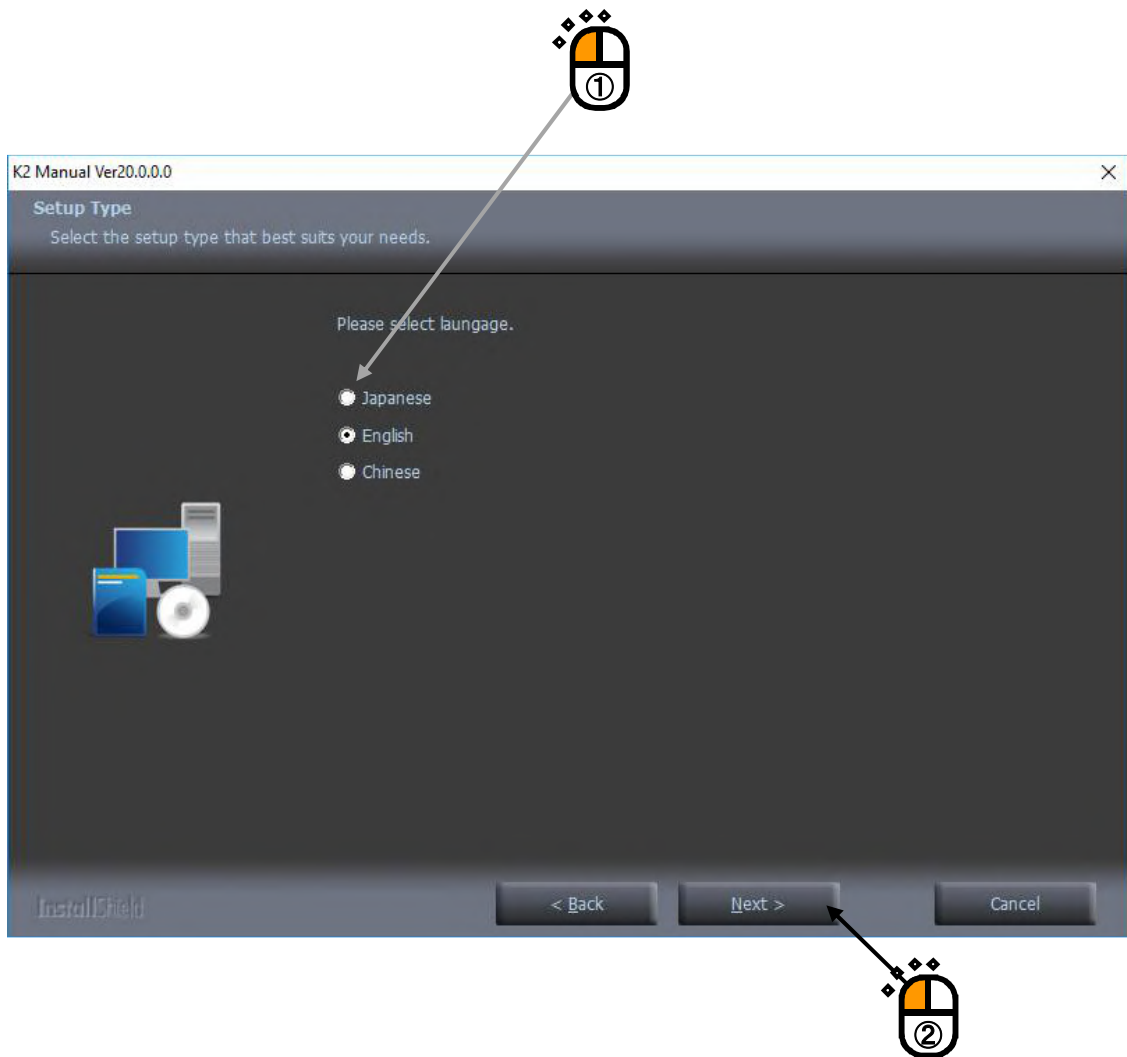 ①
K2 Manual Ver20.0.0.0
Setup Type
Select the setup type that best suits your needs.
Please select laungage.
Japanese
English
Chinese
InstallShield
< Back
Next >
Cancel
②